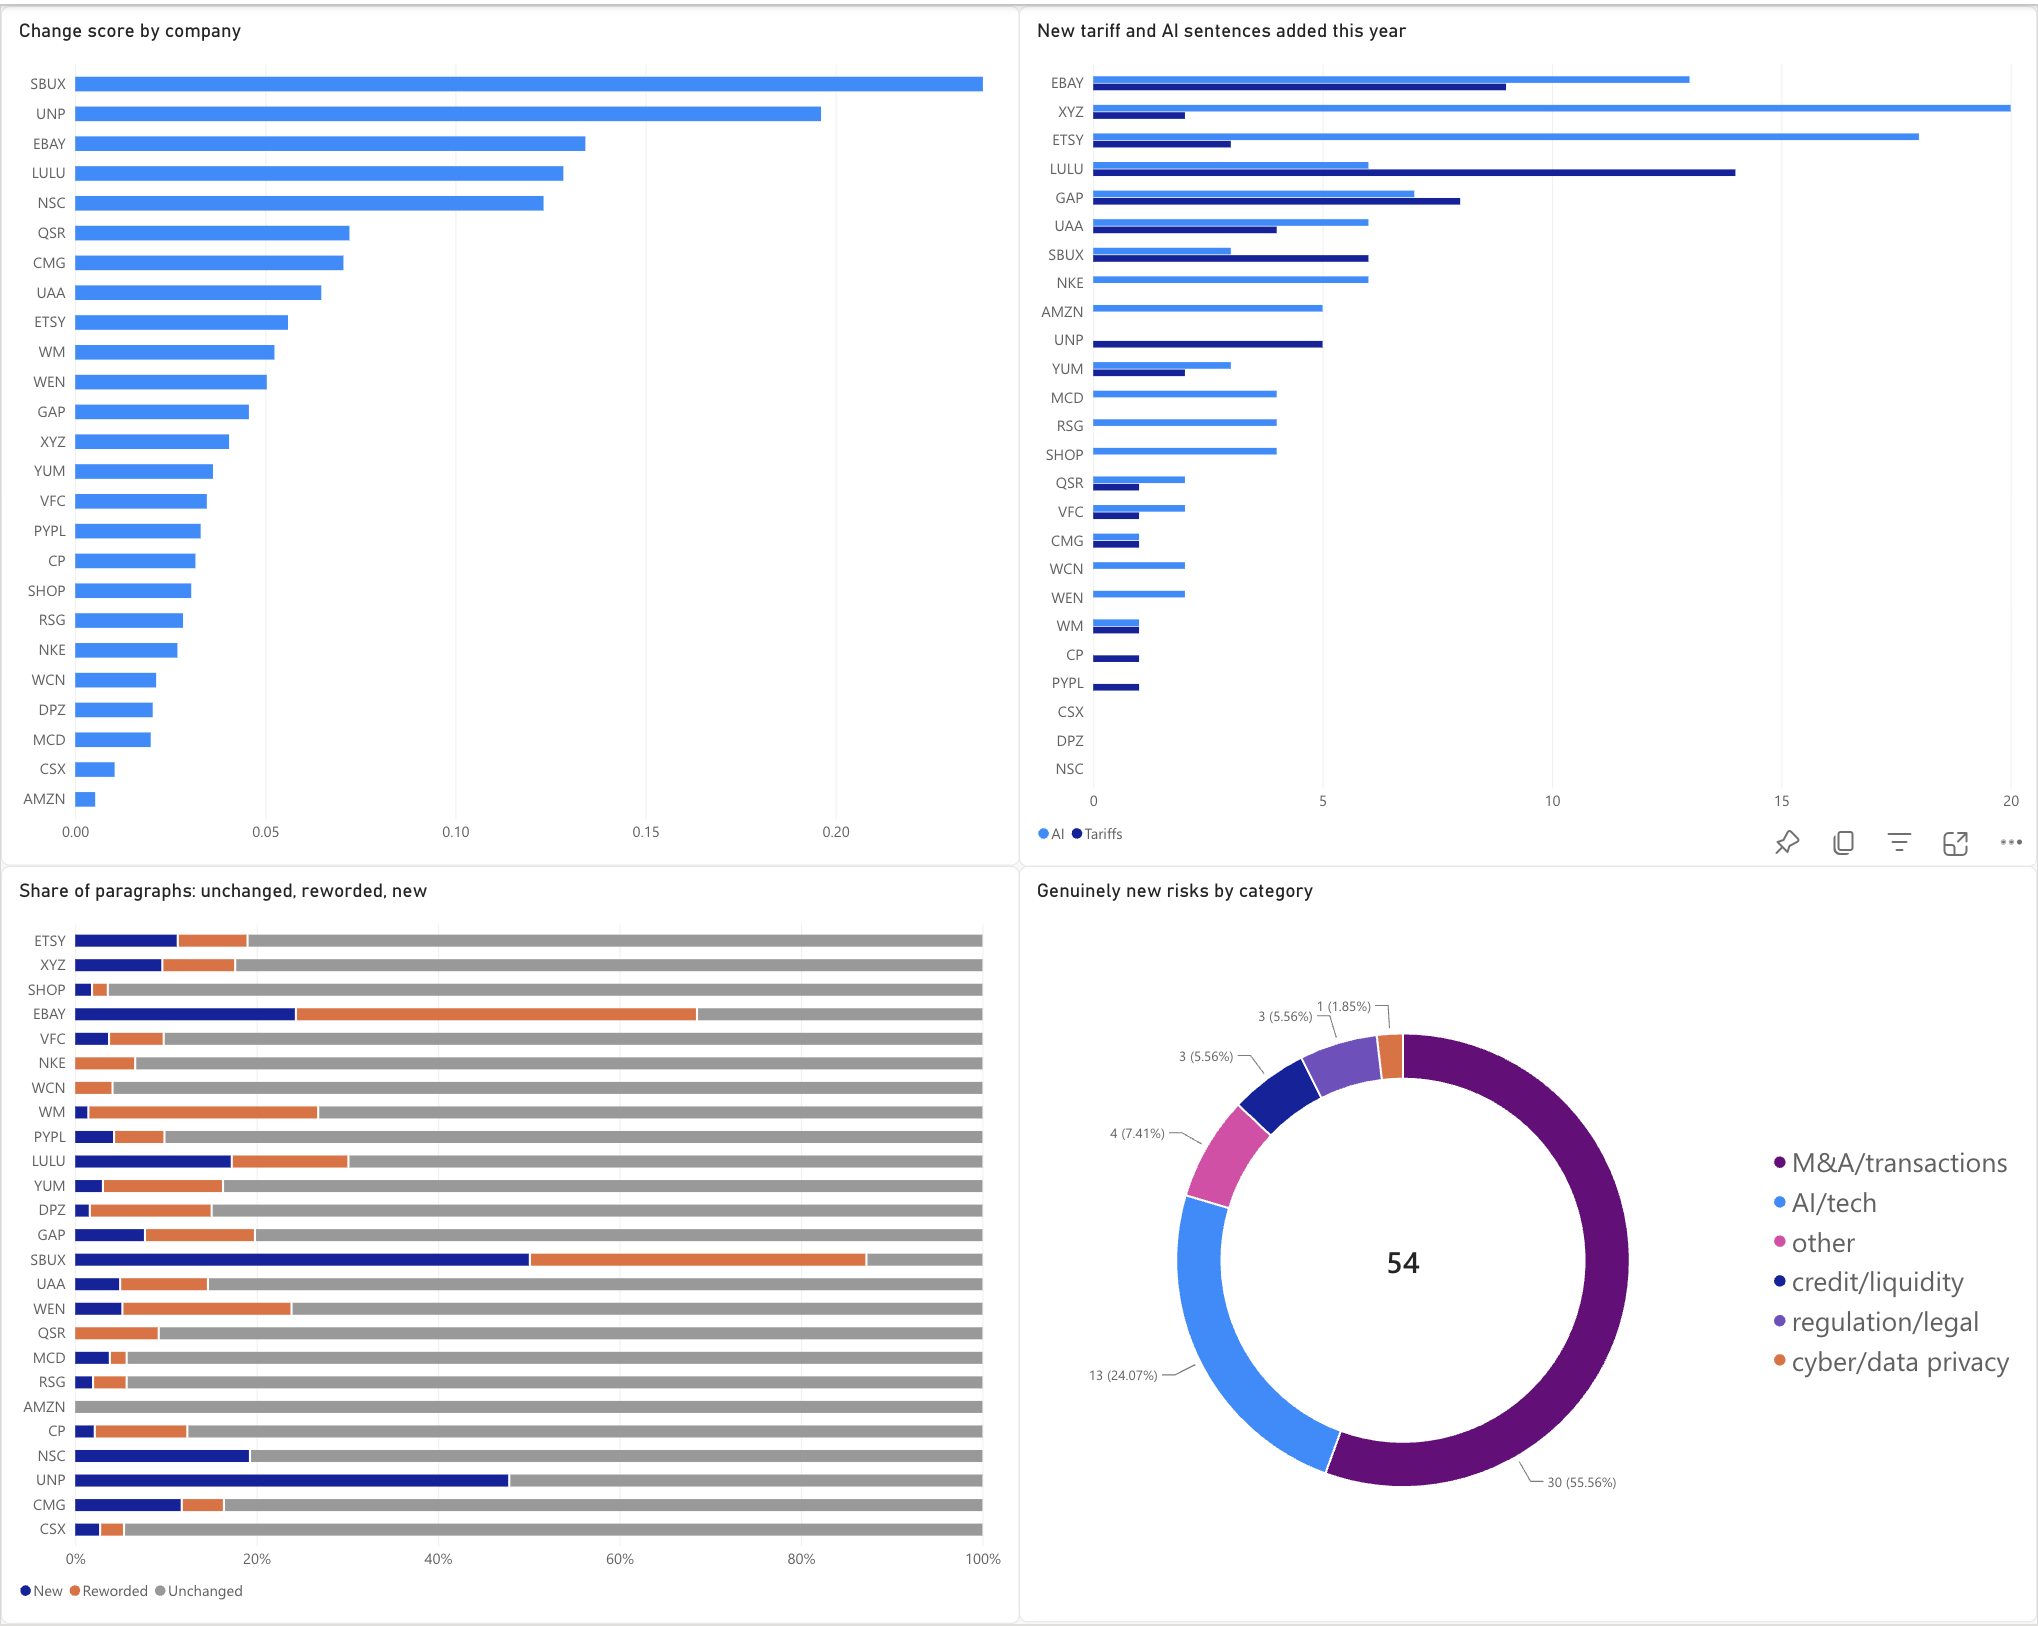 Change score by company
SBUX
UNP
EBAY
LULU
NSC
QSR
CMG
UAA
ETSY
WM
WEN
GAP
XYZ
YUM
VFC
PYPL
CP
SHOP
RSG
NKE
WCN
DPZ
MCD
CSX
AMZN
0.00 0.05 0.10 0.15 0.20
New tariff and AI sentences added this year
EBAY
XYZ
ETSY
LULU
GAP
UAA
SBUX
NKE
AMZN
UNP
YUM
MCD
RSG
SHOP
QSR
VFC
CMG
WCN
WEN
WM
CP
PYPL
CSX
DPZ
NSC
0 5 10 15 20
AI Tariffs
Share of paragraphs: unchanged, reworded, new
ETSY
XYZ
SHOP
EBAY
VFC
NKE
WCN
WM
PYPL
LULU
YUM
DPZ
GAP
SBUX
UAA
WEN
QSR
MCD
RSG
AMZN
CP
NSC
UNP
CMG
CSX
0% 20% 40% 60% 80% 100%
New Reworded Unchanged
Genuinely new risks by category
1 (1.85%)
3 (5.56%)
3 (5.56%)
4 (7.41%)
54
13 (24.07%)
30 (55.56%)
M&A/transactions
AI/tech
other
credit/liquidity
regulation/legal
cyber/data privacy